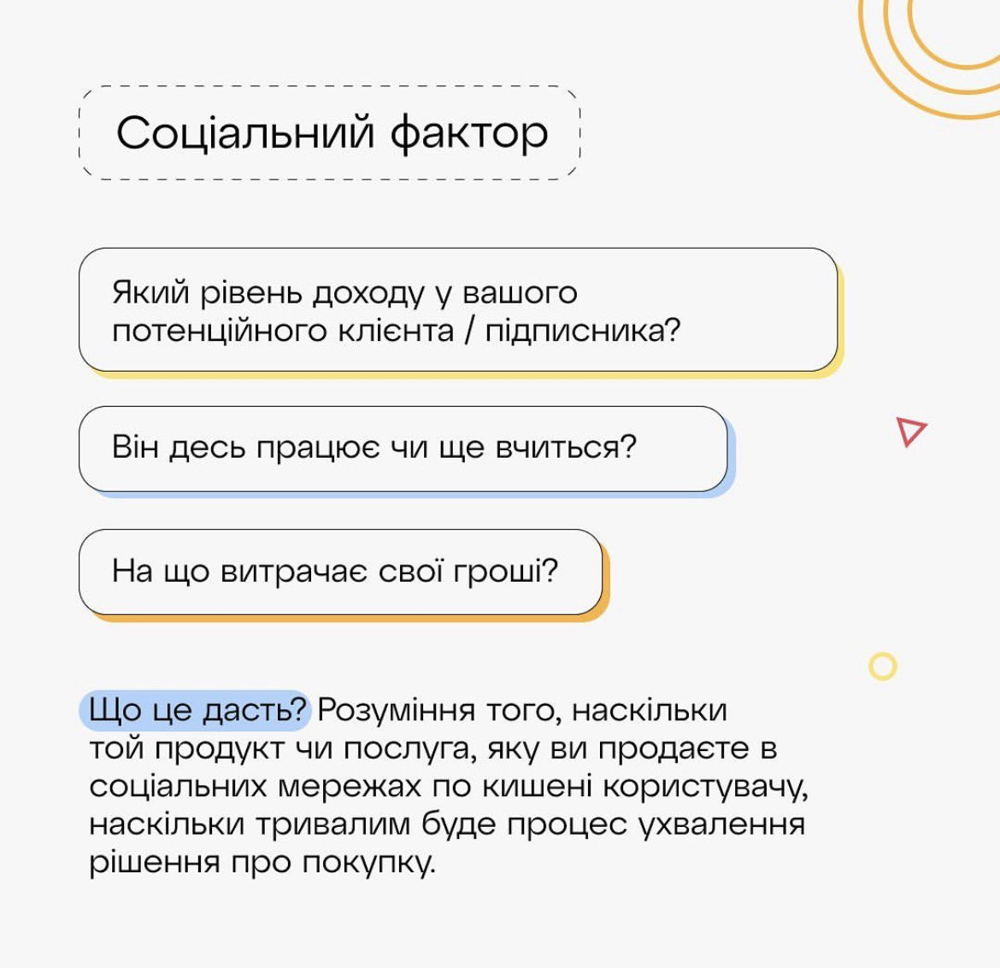 Соціальний фактор
Який рівень доходу у вашого
потенційного клієнта / підписника?
Він десь працює чи ще вчиться?
На що витрачає свої гроші?
Що це дасть? Розуміння того, наскільки
той продукт чи послуга, яку ви продаєте в
соціальних мережах по кишені користувачу,
наскільки тривалим буде процес ухвалення
рішення про покупку.